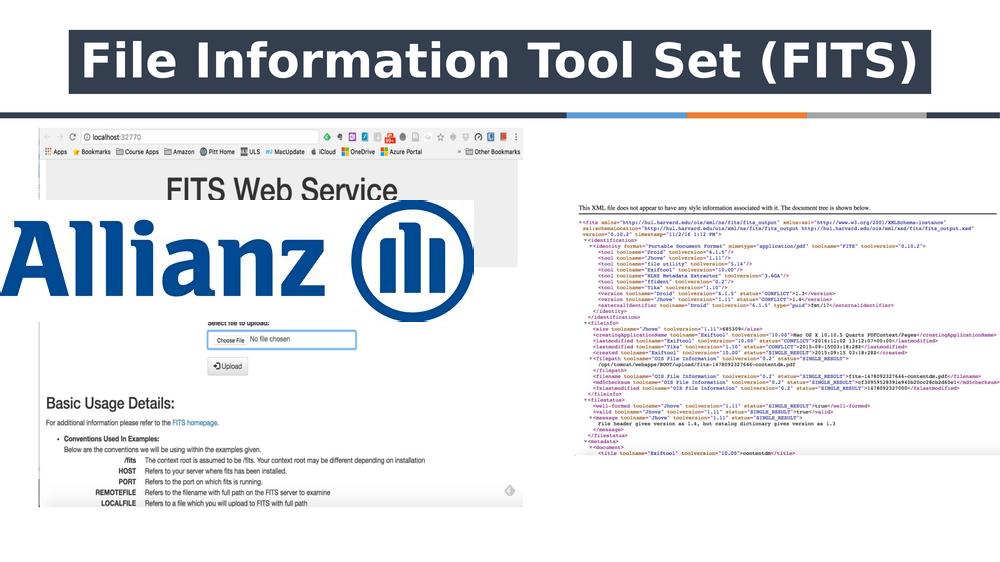 File Information Tool Set (FITS)
localhost:32770
Apps Bookmarks Course Apps Amazon Pitt Home ULS MacUpdate iCloud OneDrive Azure Portal » Other Bookmarks
FITS Web Service
Allianz
Select file to upload:
Choose File No file chosen
Upload
Basic Usage Details:
For additional information please refer to the FITS homepage.
• Conventions Used In Examples:
Below are the conventions we will be using within the examples given.
/fits The context root is assumed to be /fits. Your context root may be different depending on installation
HOST Refers to your server where fits has been installed.
PORT Refers to the port on which fits is running.
REMOTEFILE Refers to the filename with full path on the FITS server to examine
LOCALFILE Refers to a file which you will upload to FITS with full path
This XML file does not appear to have any style information associated with it. The document tree is shown below.
<fits xmlns="http://hul.harvard.edu/ois/xml/ns/fits/fits_output" xmlns:xsi="http://www.w3.org/2001/XMLSchema-instance"
xsi:schemaLocation="http://hul.harvard.edu/ois/xml/ns/fits/fits_output http://hul.harvard.edu/ois/xml/xsd/fits/fits_output.xsd"
version="0.10.2" timestamp="11/2/16 1:12 PM">
<identification>
<identity format="Portable Document Format" mimetype="application/pdf" toolname="FITS" toolversion="0.10.2">
<tool toolname="Droid" toolversion="6.1.5"/>
<tool toolname="Jhove" toolversion="1.11"/>
<tool toolname="file utility" toolversion="5.14"/>
<tool toolname="Exiftool" toolversion="10.00"/>
<tool toolname="NLNZ Metadata Extractor" toolversion="3.6GA"/>
<tool toolname="ffident" toolversion="0.2"/>
<tool toolname="Tika" toolversion="1.10"/>
<version toolname="Droid" toolversion="6.1.5" status="CONFLICT">1.3</version>
<version toolname="Jhove" toolversion="1.11" status="CONFLICT">1.4</version>
<externalIdentifier toolname="Droid" toolversion="6.1.5" type="puid">fmt/17</externalIdentifier>
</identity>
</identification>
<fileinfo>
<size toolname="Jhove" toolversion="1.11">685309</size>
<creatingApplicationName toolname="Exiftool" toolversion="10.00">Mac OS X 10.10.5 Quartz PDFContext/Pages</creatingApplicationName>
<lastmodified toolname="Exiftool" toolversion="10.00" status="CONFLICT">2016:11:02 13:12:07+00:00</lastmodified>
<lastmodified toolname="Tika" toolversion="1.10" status="CONFLICT">2015-09-15T03:18:28Z</lastmodified>
<created toolname="Exiftool" toolversion="10.00" status="SINGLE_RESULT">2015:09:15 03:18:28Z</created>
<filepath toolname="OIS File Information" toolversion="0.2" status="SINGLE_RESULT">
/opt/tomcat/webapps/ROOT/upload/fits-1478092327666-contentdm.pdf
</filepath>
<filename toolname="OIS File Information" toolversion="0.2" status="SINGLE_RESULT">fits-1478092327666-contentdm.pdf</filename>
<md5checksum toolname="OIS File Information" toolversion="0.2" status="SINGLE_RESULT">
<fslastmodified toolname="OIS File Information" toolversion="0.2" status="SINGLE_RESULT">1478092327000</fslastmodified>
</fileinfo>
<filestatus>
<well-formed toolname="Jhove" toolversion="1.11" status="SINGLE_RESULT">true</well-formed>
<valid toolname="Jhove" toolversion="1.11" status="SINGLE_RESULT">true</valid>
<message toolname="Jhove" toolversion="1.11" status="SINGLE_RESULT">
File header gives version as 1.4, but catalog dictionary gives version as 1.3
</message>
</filestatus>
<metadata>
<document>
<title toolname="Exiftool" toolversion="10.00">contentdm</title>